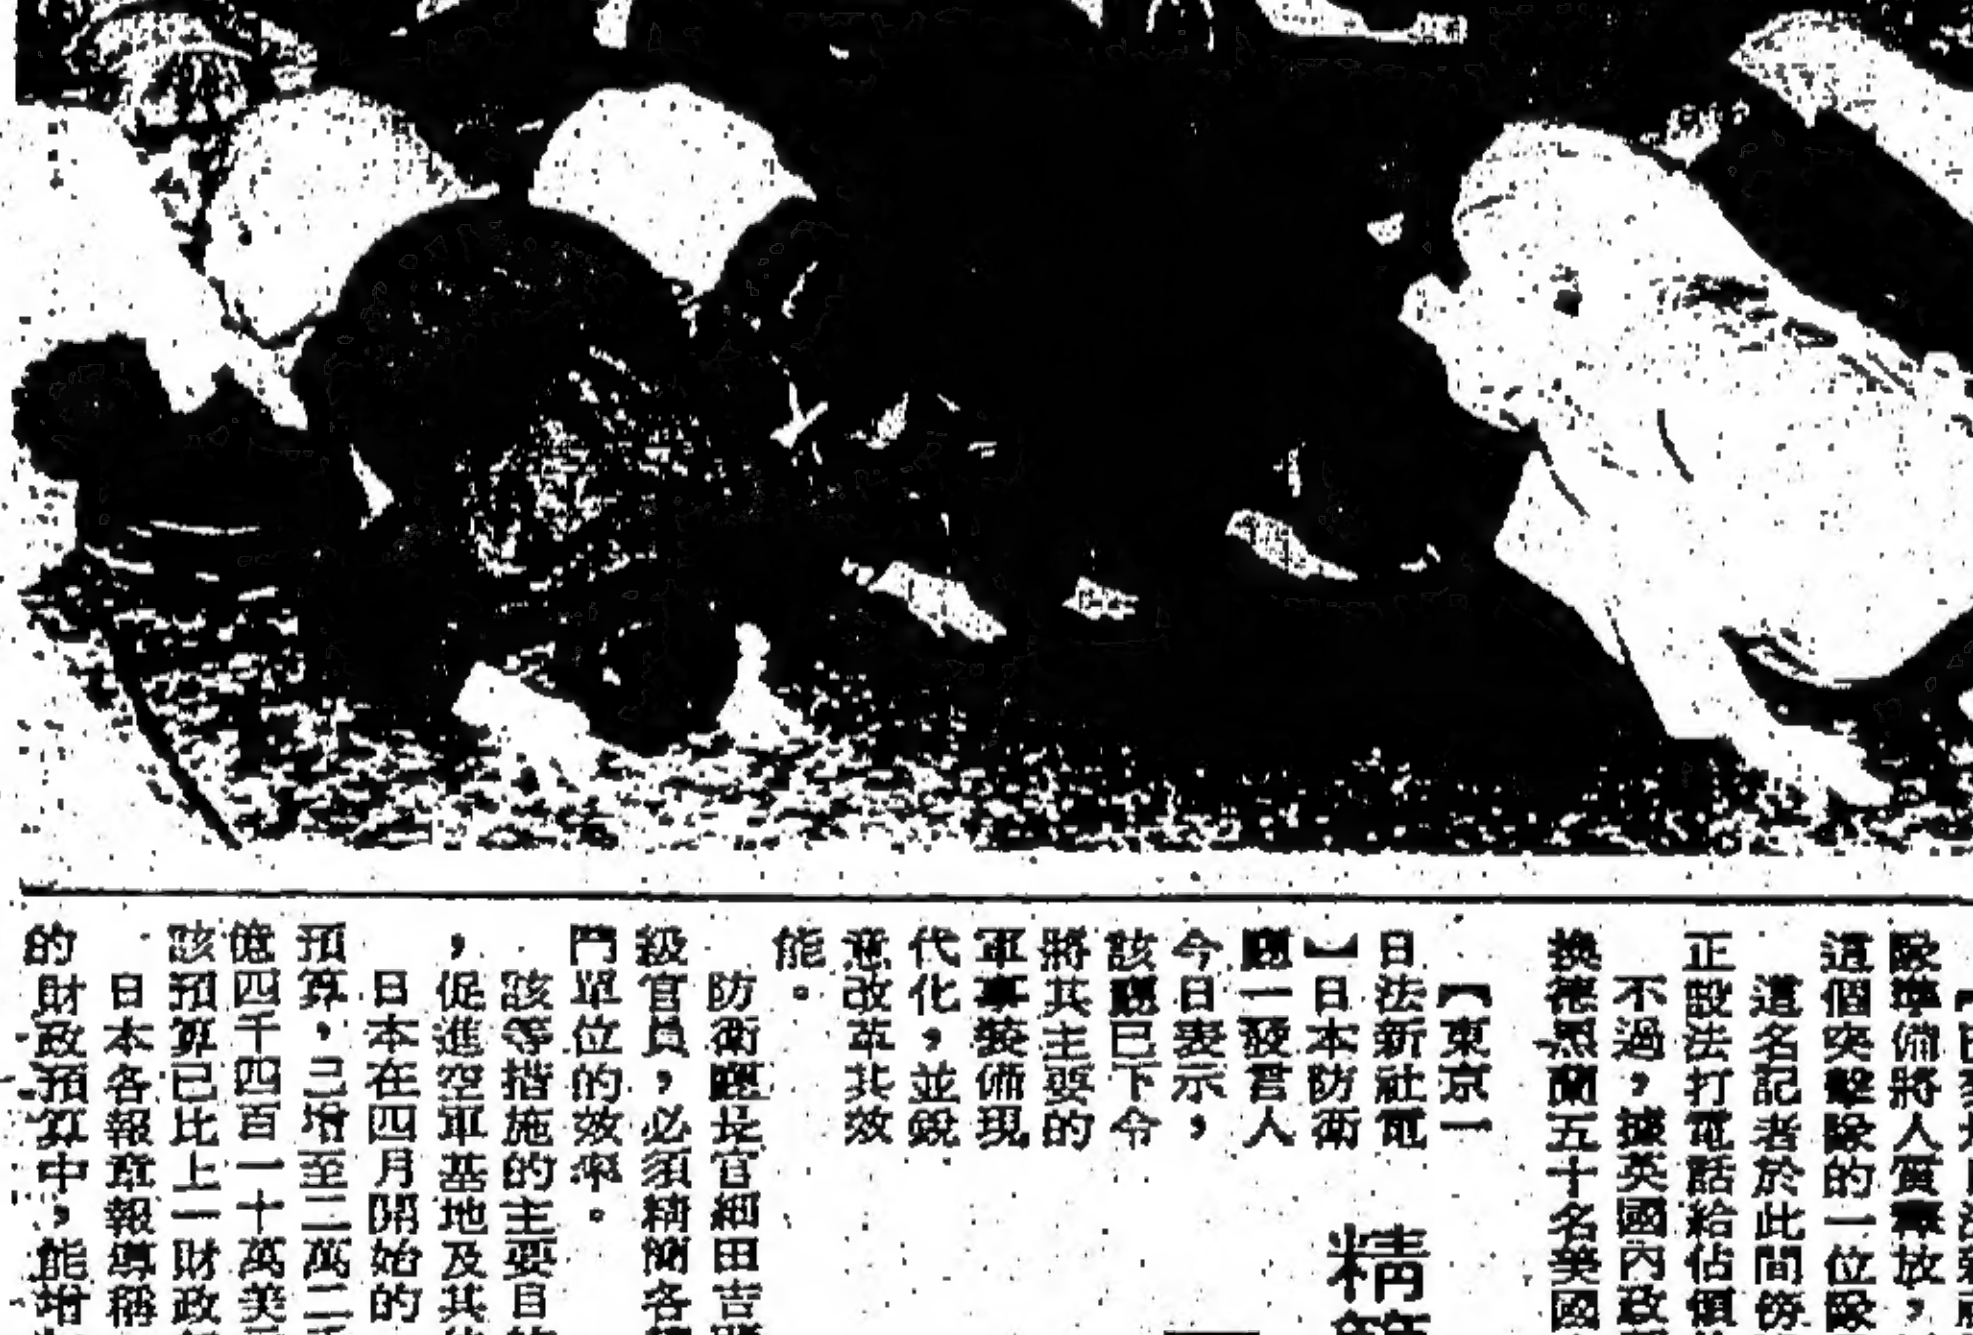 隊準備將人質釋放，
這個突擊隊的一位隊
這名記者於此間傍
正設法打電話給佔領
不過，據英國內政
換德黑蘭五十名美國
精簡
【東京一
日法新社電
】日本防衛
廳一發言人
今日表示，
該廳已下令
將其主要的
軍事裝備現
代化，並銳
意改革其效
能。
防衛廳長官細田吉
級官員，必須精簡各
鬥單位的效率。
該等措施的主要目
，促進空軍基地及其
日本在四月開始的
預算，已增至二萬二
億四千四百一十萬美
該預算已比上一財政
日本各報章報導稱
的財政預算中，能增